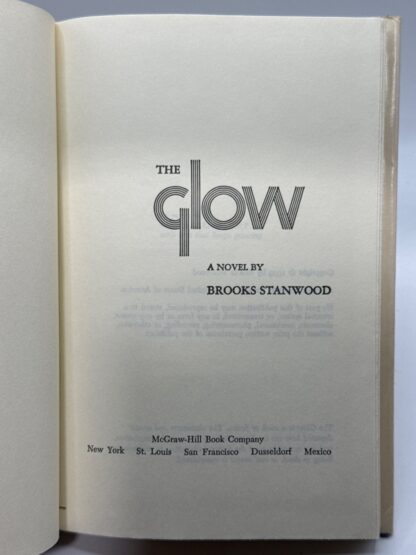 THE
glow
A NOVEL BY
BROOKS STANWOOD
McGraw-Hill Book Company
New York St. Louis San Francisco Dusseldorf Mexico